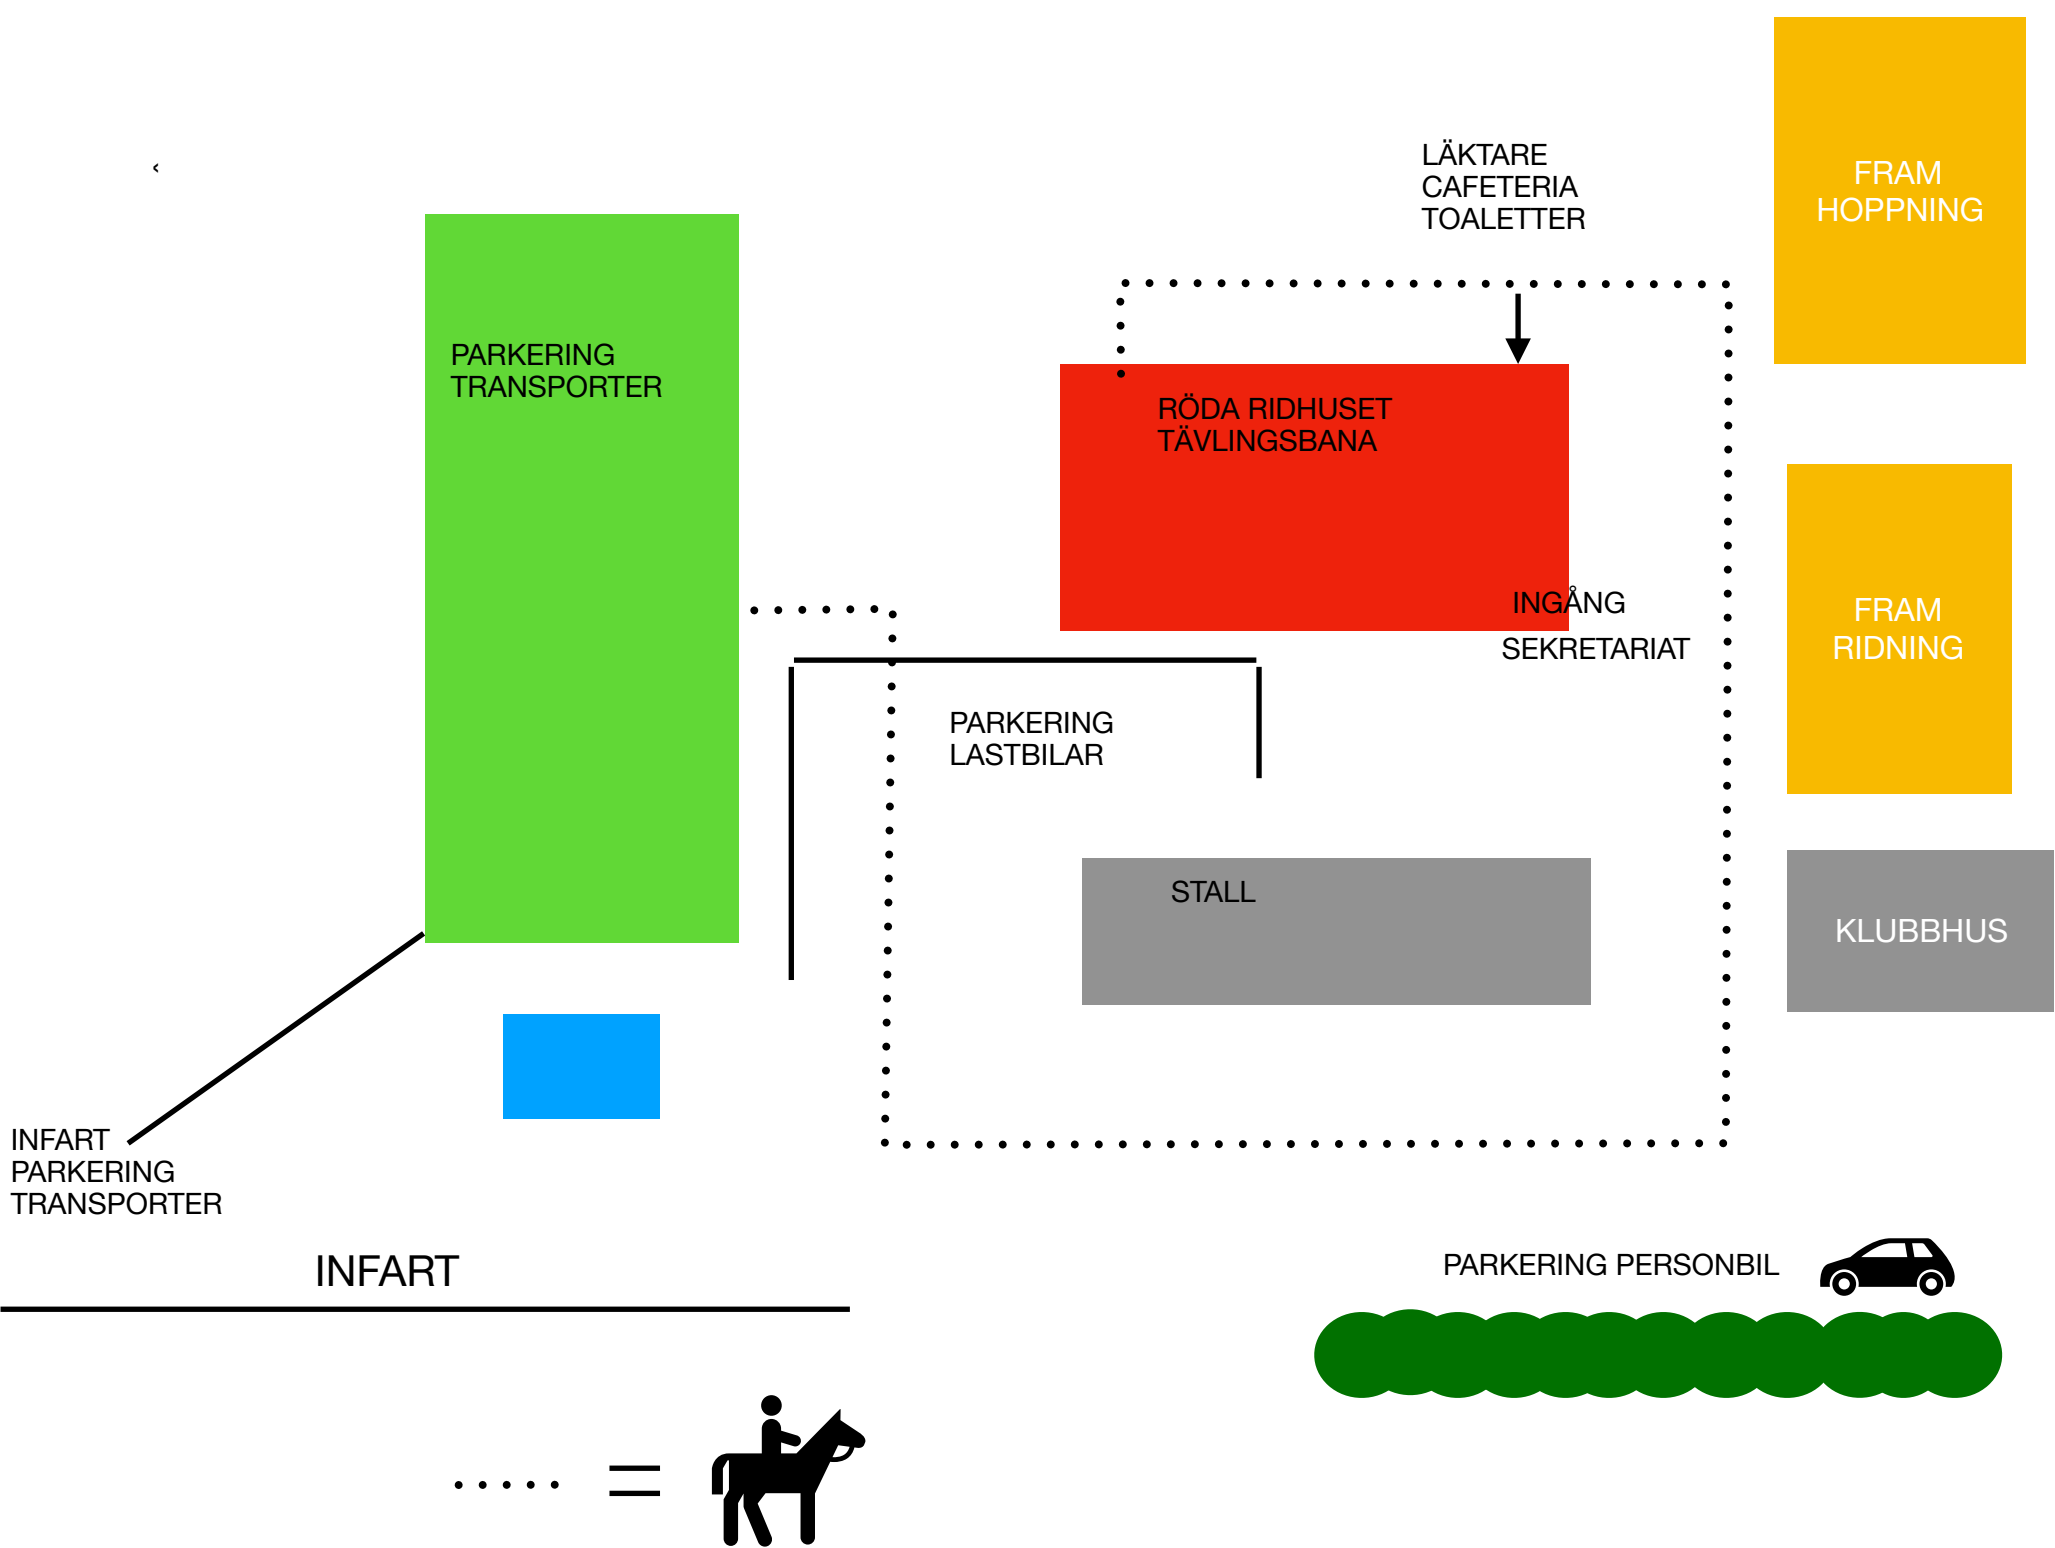 ‹
LÄKTARE
CAFETERIA
TOALETTER
FRAM
HOPPNING
PARKERING
TRANSPORTER
RÖDA RIDHUSET
TÄVLINGSBANA
INGÅNG
SEKRETARIAT
FRAM
RIDNING
PARKERING
LASTBILAR
STALL
KLUBBHUS
INFART
PARKERING
TRANSPORTER
INFART
PARKERING PERSONBIL
..... =